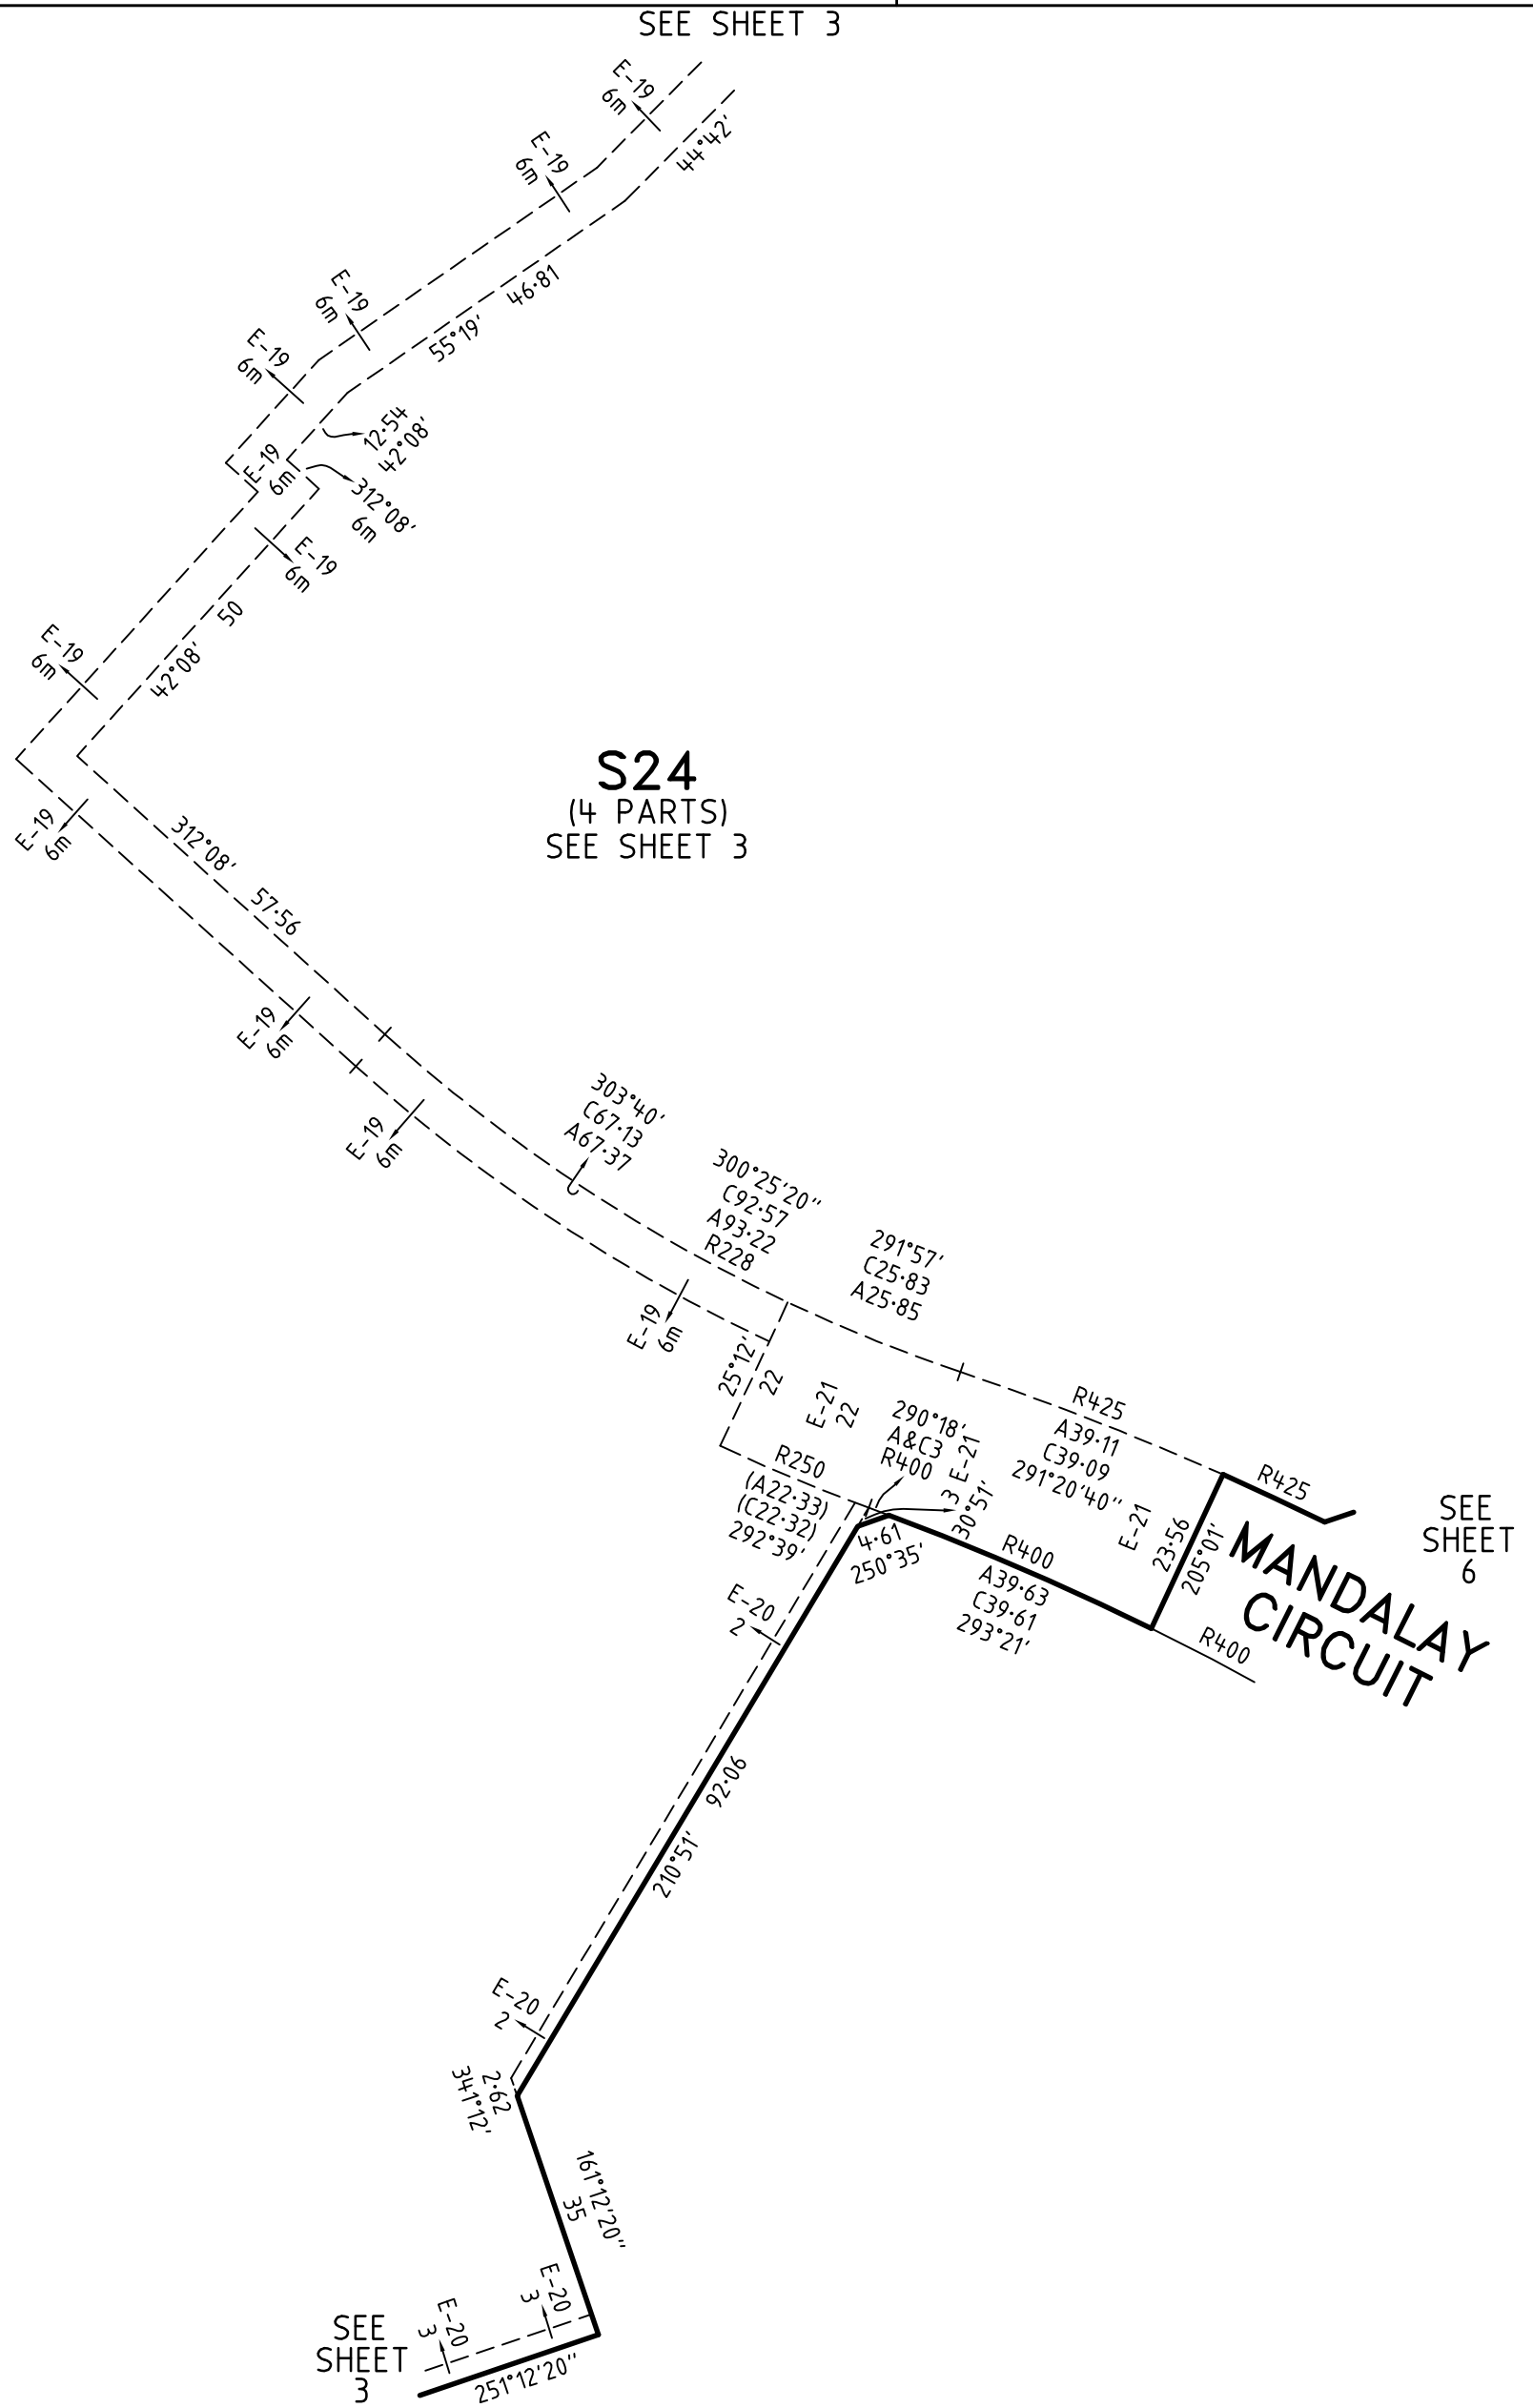 SEE SHEET 3
E-19
6m
44°42'
E-19
6m
E-19
6m
46·81
55°19'
E-19
6m
12·54
42°08'
E-19
6m
312°08'
6m
E-19
6m
50
42°08'
E-19
6m
S24
(4 PARTS)
SEE SHEET 3
E-19
6m
312°08'
57·56
E-19
6m
303°40'
C67·13
A67·37
E-19
6m
300°25'20"
C92·57
A93·22
R228
291°57'
C25·83
A25·85
E-19
6m
25°12'
22
E-21
22
290°18'
A&C3
R400
3 E-21
30°51'
R425
A39·11
C39·09
291°20'40"
R250
(A22·33)
(C22·32)
292°39'
4·61
250°35'
R400
A39·63
C39·61
293°21'
E-21
23·56
205°01'
R425
SEE
SHEET
6
MANDALAY
CIRCUIT
R400
E-20
2
92·06
210°51'
E-20
2
2·62
341°12'
161°12'20"
35
E-20
3
E-20
3
SEE
SHEET
3
251°12'20"